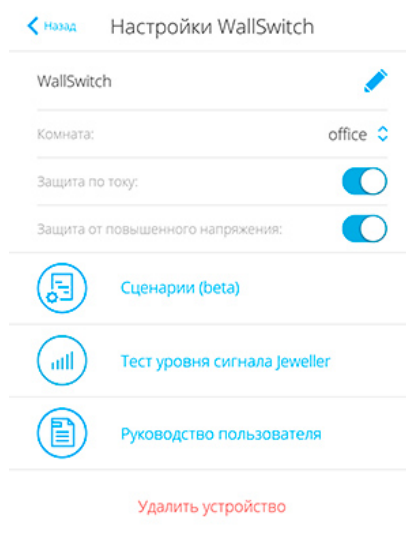 Назад Настройки WallSwitch
WallSwitch
Комната: office
Защита по току:
Защита от повышенного напряжения:
Сценарии (beta)
Тест уровня сигнала Jeweller
Руководство пользователя
Удалить устройство